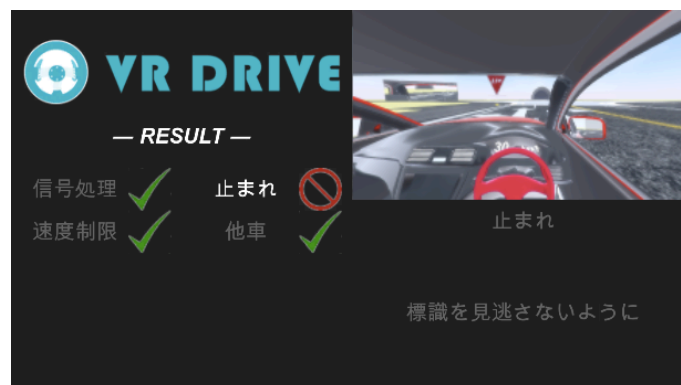 VR DRIVE
— RESULT —
信号処理 止まれ
速度制限 他車
30
止まれ
標識を見逃さないように